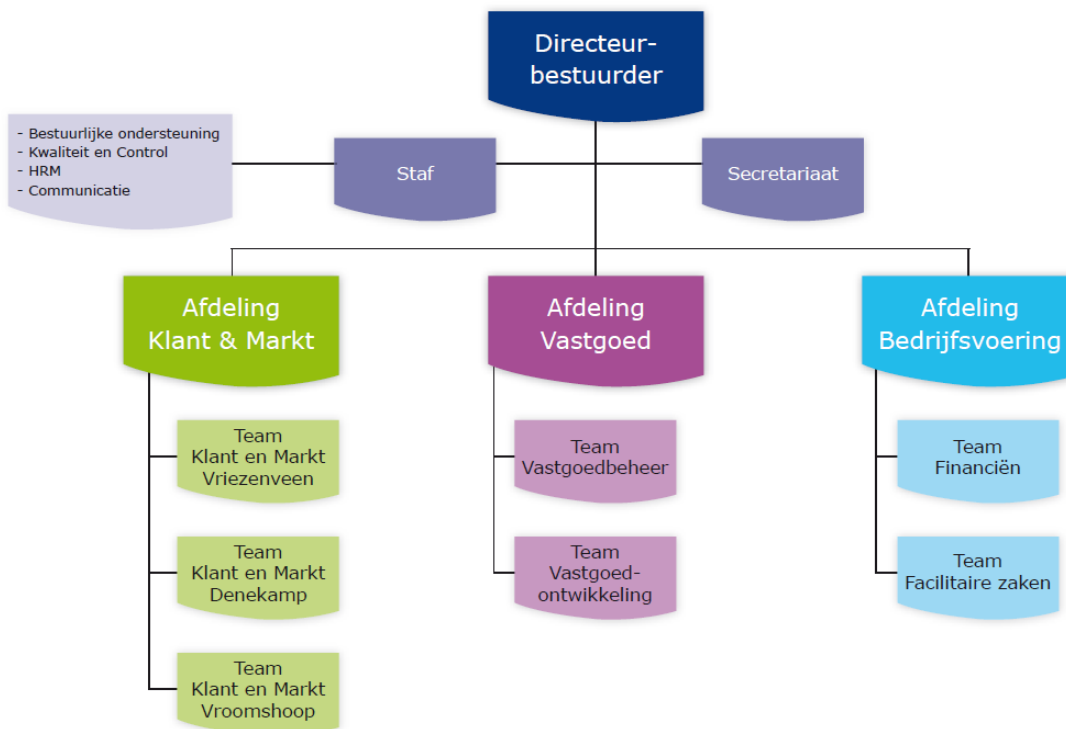 Directeur-
bestuurder
- Bestuurlijke ondersteuning
- Kwaliteit en Control
- HRM
- Communicatie
Staf
Secretariaat
Afdeling
Klant & Markt
Afdeling
Vastgoed
Afdeling
Bedrijfsvoering
Team
Klant en Markt
Vriezenveen
Team
Vastgoedbeheer
Team
Financiën
Team
Klant en Markt
Denekamp
Team
Vastgoed-
ontwikkeling
Team
Facilitaire zaken
Team
Klant en Markt
Vroomshoop